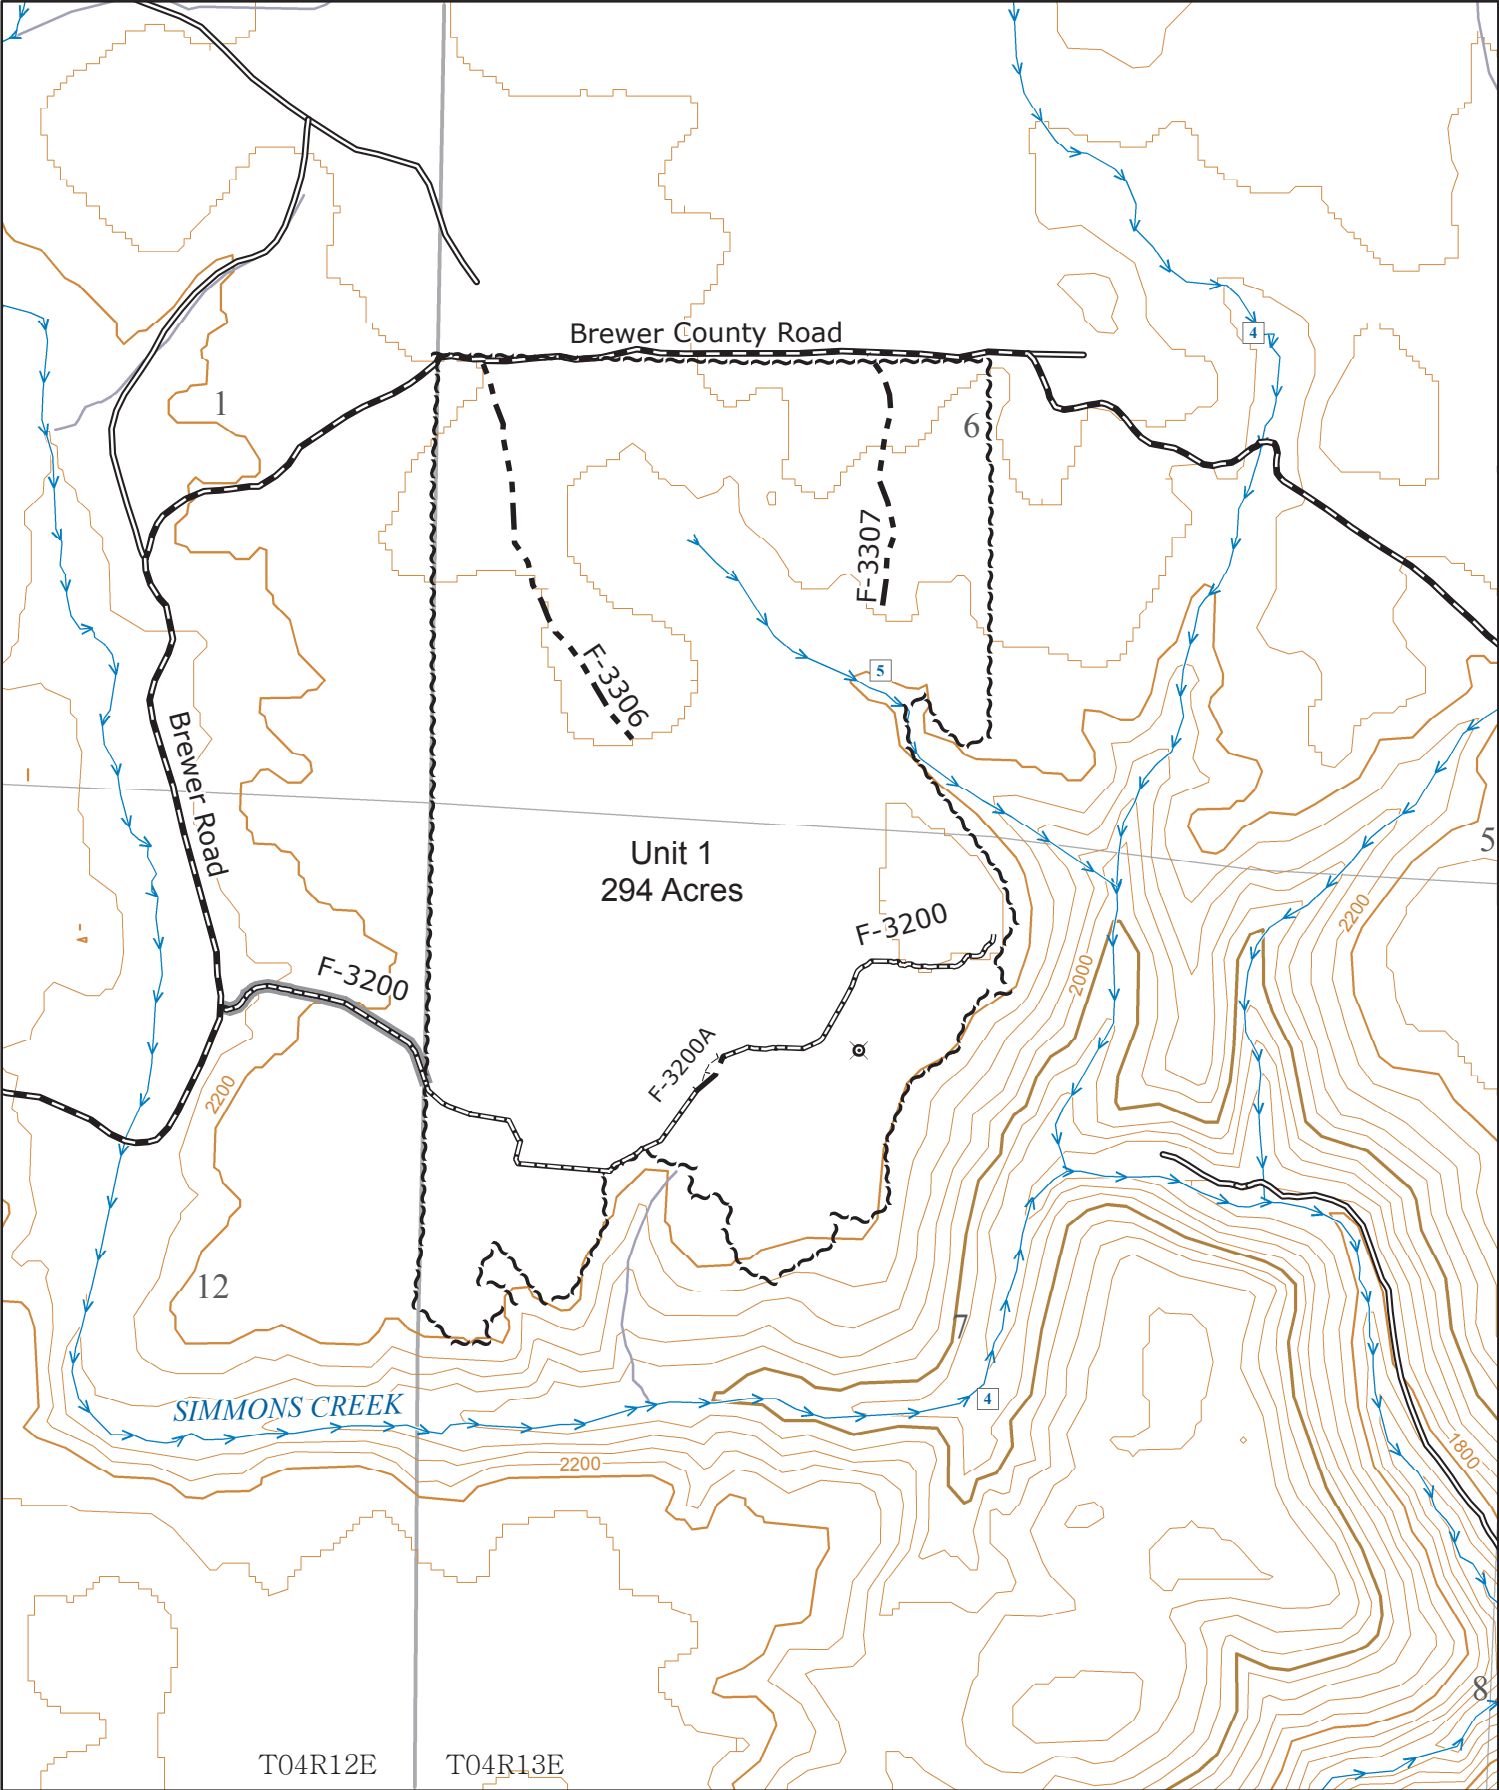 Brewer County Road
4
1
6
F-3307
5
F-3306
Brewer Road
Unit 1
294 Acres
5
2200
F-3200
F-3200
2000
F-3200A
2200
12
7
SIMMONS CREEK
4
2200
1800
8
T04R12E
T04R13E